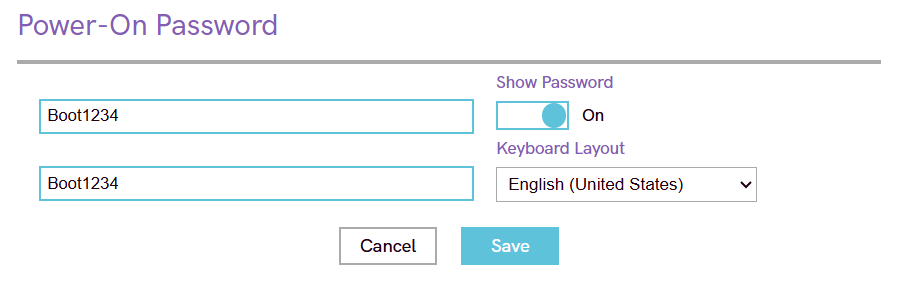 Power-On Password
Show Password
Boot1234
On
Keyboard Layout
Boot1234
English (United States)
Cancel
Save